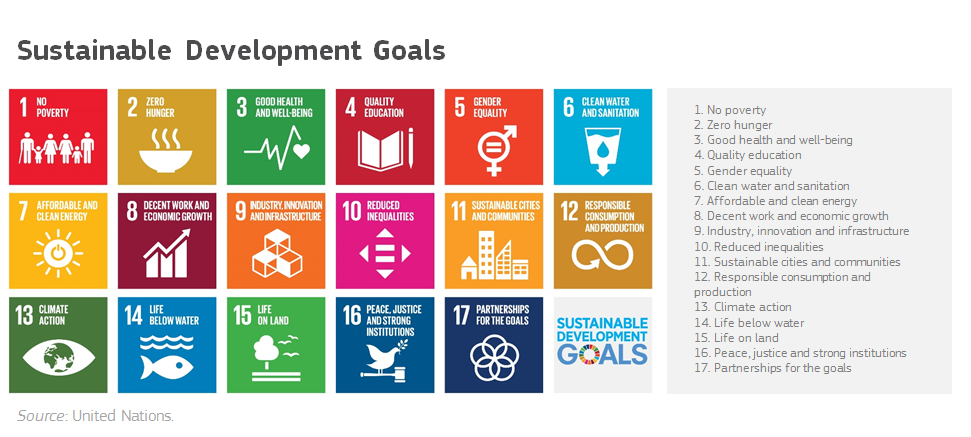 Sustainable Development Goals
1 NO
POVERTY
2 ZERO
HUNGER
3 GOOD HEALTH
AND WELL-BEING
4 QUALITY
EDUCATION
5 GENDER
EQUALITY
6 CLEAN WATER
AND SANITATION
7 AFFORDABLE AND
CLEAN ENERGY
8 DECENT WORK AND
ECONOMIC GROWTH
9 INDUSTRY, INNOVATION
AND INFRASTRUCTURE
10 REDUCED
INEQUALITIES
11 SUSTAINABLE CITIES
AND COMMUNITIES
12 RESPONSIBLE
CONSUMPTION
AND PRODUCTION
13 CLIMATE
ACTION
14 LIFE
BELOW WATER
15 LIFE
ON LAND
16 PEACE, JUSTICE
AND STRONG
INSTITUTIONS
17 PARTNERSHIPS
FOR THE GOALS
SUSTAINABLE
DEVELOPMENT
GOALS
1. No poverty
2. Zero hunger
3. Good health and well-being
4. Quality education
5. Gender equality
6. Clean water and sanitation
7. Affordable and clean energy
8. Decent work and economic growth
9. Industry, innovation and infrastructure
10. Reduced inequalities
11. Sustainable cities and communities
12. Responsible consumption and
production
13. Climate action
14. Life below water
15. Life on land
16. Peace, justice and strong institutions
17. Partnerships for the goals
Source: United Nations.